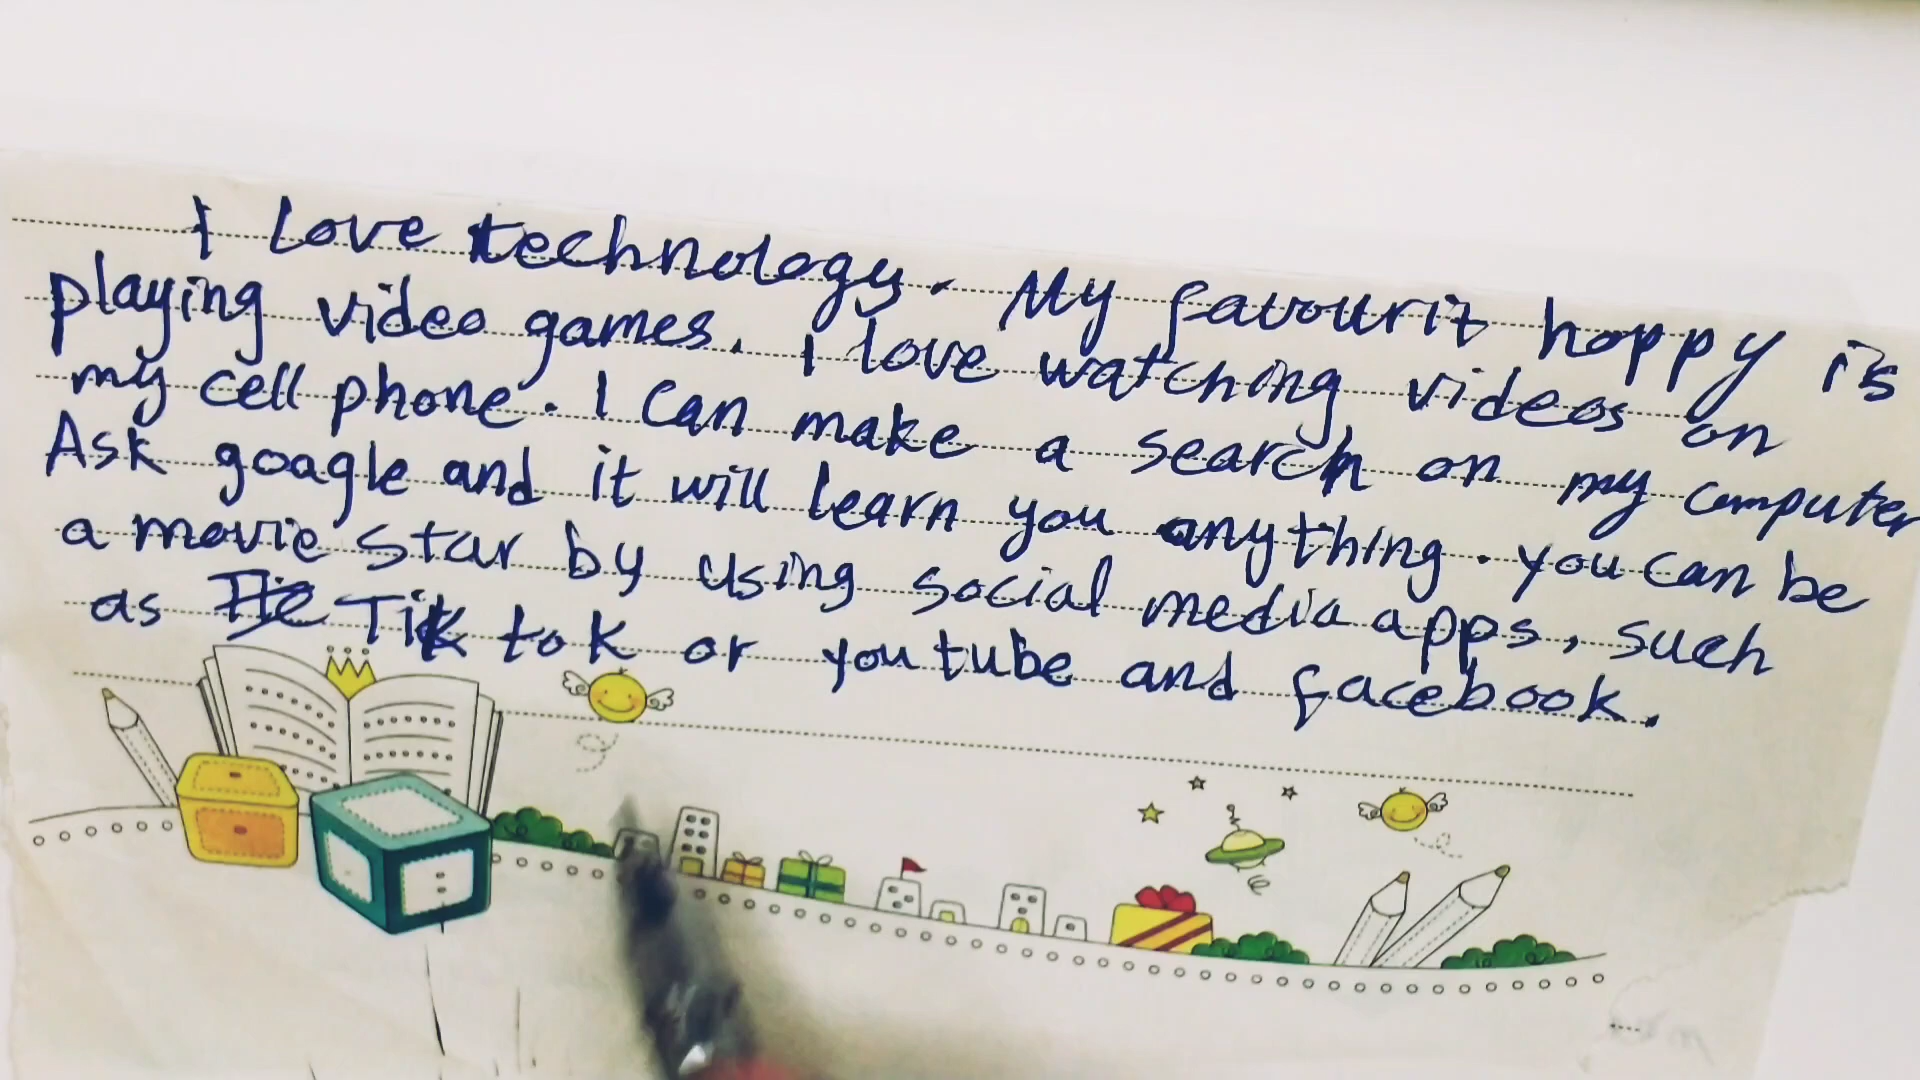 I love technology. My favourit hoppy is
playing video games. I love watching videos on
my cell phone. I can make a search on my computer
Ask goagle and it will learn you anything. you can be
a movie star by using social media apps, such
as Tik tok or youtube and facebook.